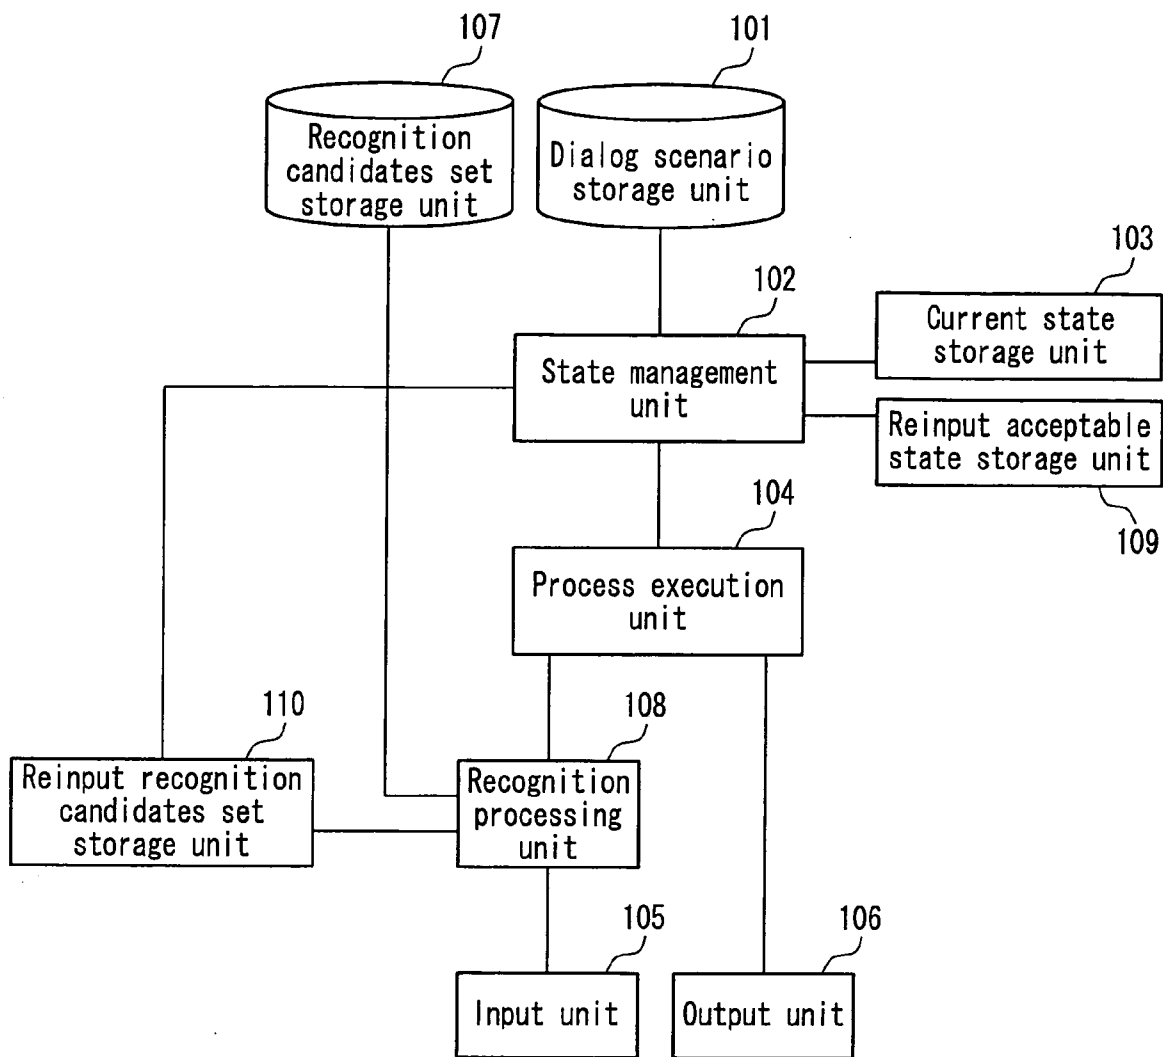 107
101
Recognition
candidates set
storage unit
Dialog scenario
storage unit
103
102
Current state
storage unit
State management
unit
Reinput acceptable
state storage unit
104
109
Process execution
unit
110
108
Reinput recognition
candidates set
storage unit
Recognition
processing
unit
105
106
Input unit
Output unit